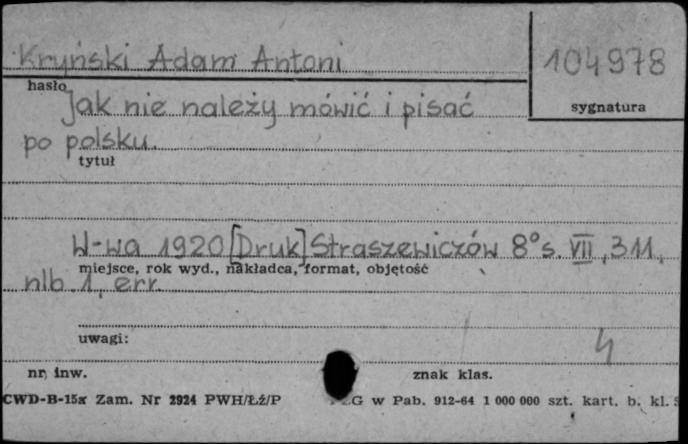 Kryński Adam Antoni
104978
hasło
sygnatura
Jak nie należy mówić i pisać
po polsku.
tytuł
W-wa 1920 [Druk] Straszewiczów 8° s. VII, 311,
miejsce, rok wyd., nakładca, format, objętość
nlb. 1, err.
uwagi:
nr. inw.
znak klas.
CWD-B-15a Zam. Nr 2924 PWH/Łź/P
G w Pab. 912-64 1 000 000 szt. kart. b. kl.